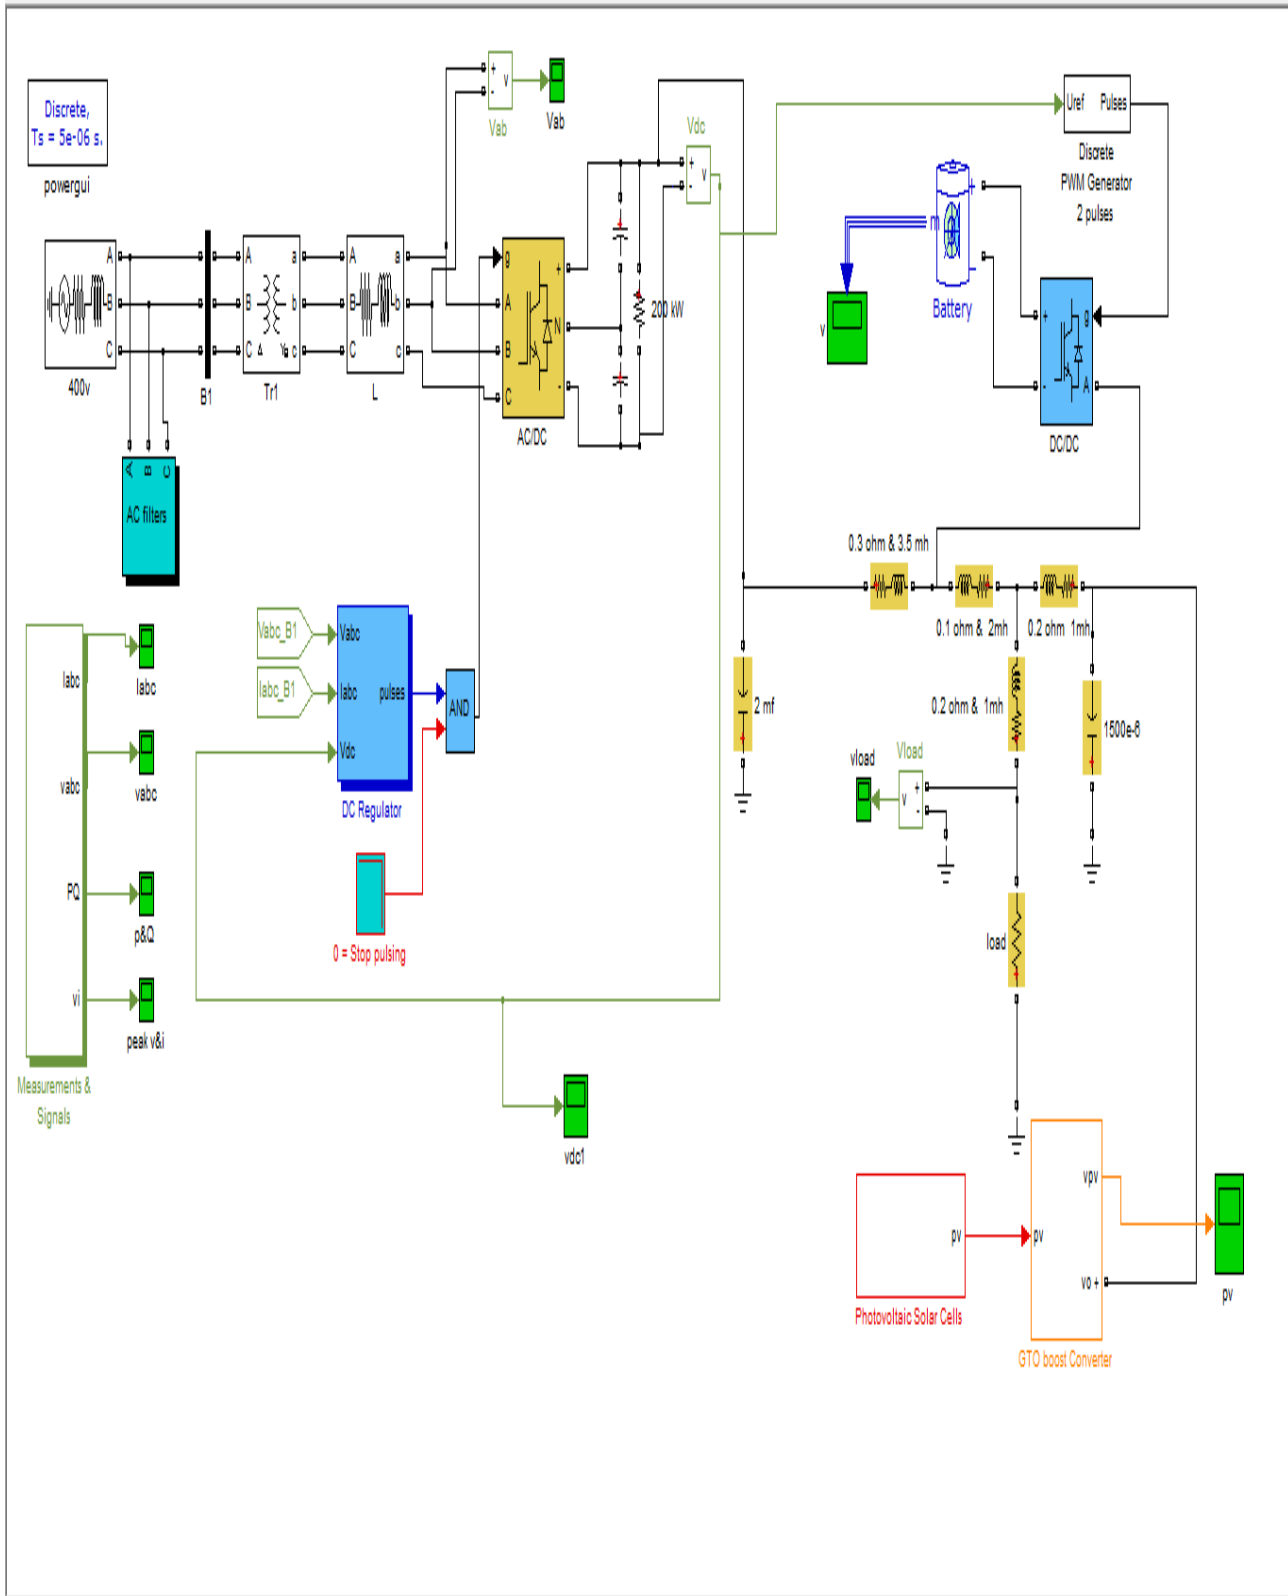 Discrete,
Ts = 5e-06 s.
powergui
+
-
v
Vab
Vab
Vdc
+
-
v
Uref Pulses
Discrete
PWM Generator
2 pulses
A
B
C
400v
B1
A a
B b
C c
Δ Yg
Tr1
A a
B b
C c
L
g
A
B
C
+
N
-
AC/DC
200 kW
m
+
-
Battery
v
+
-
g
A
DC/DC
A B C
AC filters
0.3 ohm & 3.5 mh
0.1 ohm & 2mh
0.2 ohm 1mh
0.2 ohm & 1mh
2 mf
1500e-6
Vabc_B1
Iabc_B1
Vabc
Iabc
Vdc
pulses
DC Regulator
AND
0 = Stop pulsing
Iabc
Iabc
vabc
vabc
PQ
p&Q
vi
peak v&i
Measurements &
Signals
vload
Vload
v
+
-
load
vdc1
pv
Photovoltaic Solar Cells
vpv
pv
vo +
GTO boost Converter
pv